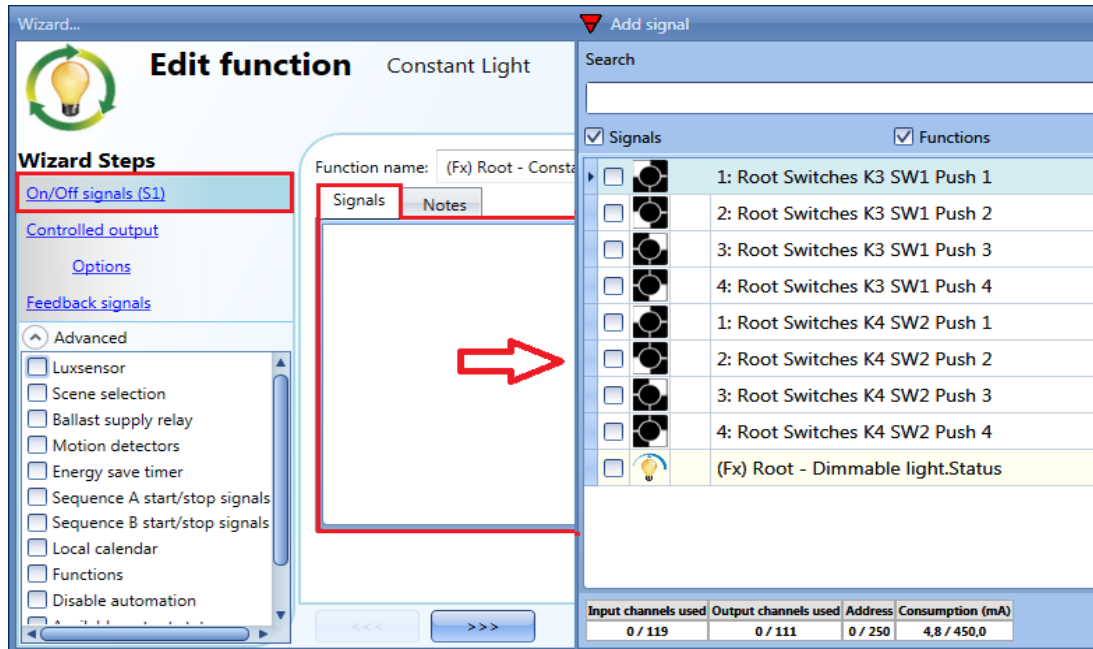 Wizard...
Edit function Constant Light
Wizard Steps
On/Off signals (S1)
Controlled output
Options
Feedback signals
Advanced
Luxsensor
Scene selection
Ballast supply relay
Motion detectors
Energy save timer
Sequence A start/stop signals
Sequence B start/stop signals
Local calendar
Functions
Disable automation
Function name: (Fx) Root - Consta
Signals Notes
<<< >>>
Add signal
Search
Signals Functions
1: Root Switches K3 SW1 Push 1
2: Root Switches K3 SW1 Push 2
3: Root Switches K3 SW1 Push 3
4: Root Switches K3 SW1 Push 4
1: Root Switches K4 SW2 Push 1
2: Root Switches K4 SW2 Push 2
3: Root Switches K4 SW2 Push 3
4: Root Switches K4 SW2 Push 4
(Fx) Root - Dimmable light.Status
Input channels used Output channels used Address Consumption (mA)
0 / 119 0 / 111 0 / 250 4,8 / 450,0